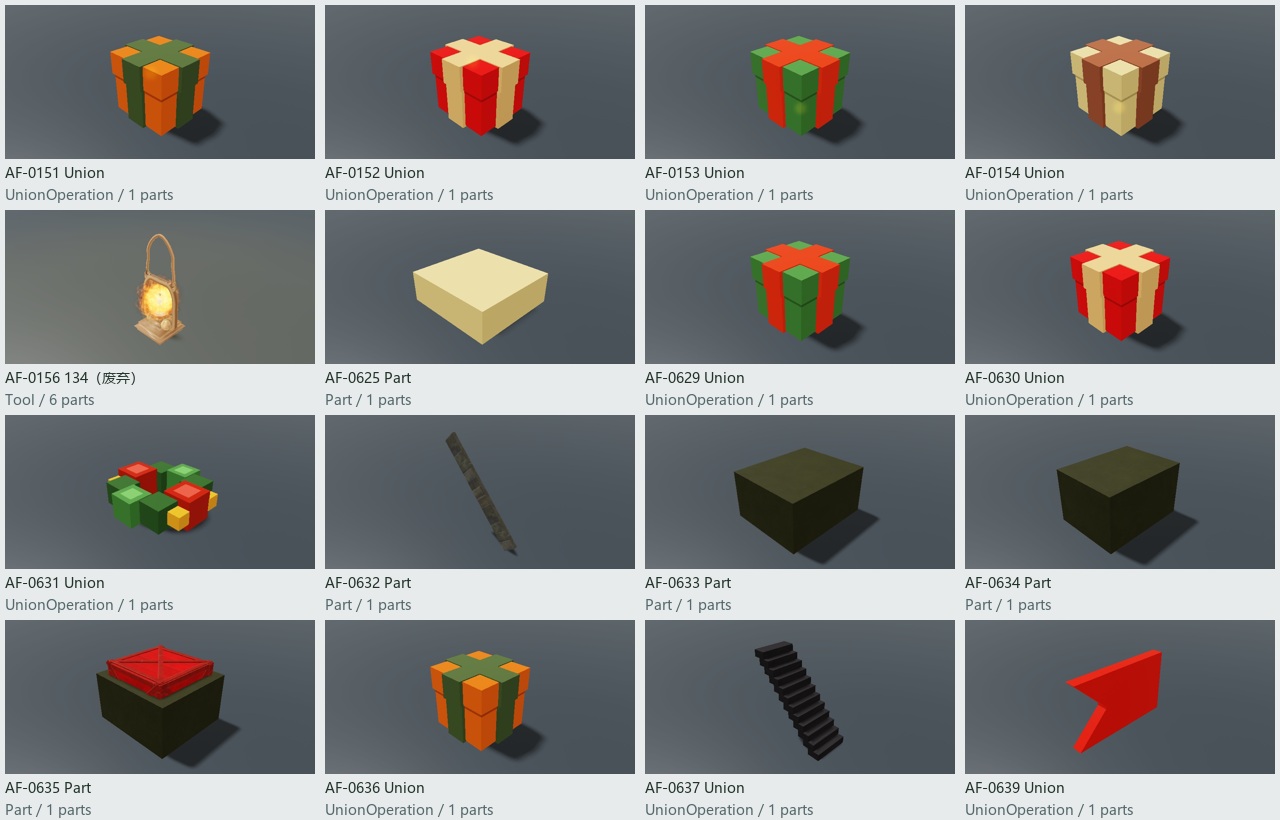 AF-0151 Union
UnionOperation / 1 parts
AF-0152 Union
UnionOperation / 1 parts
AF-0153 Union
UnionOperation / 1 parts
AF-0154 Union
UnionOperation / 1 parts
AF-0156 134（废弃）
Tool / 6 parts
AF-0625 Part
Part / 1 parts
AF-0629 Union
UnionOperation / 1 parts
AF-0630 Union
UnionOperation / 1 parts
AF-0631 Union
UnionOperation / 1 parts
AF-0632 Part
Part / 1 parts
AF-0633 Part
Part / 1 parts
AF-0634 Part
Part / 1 parts
AF-0635 Part
Part / 1 parts
AF-0636 Union
UnionOperation / 1 parts
AF-0637 Union
UnionOperation / 1 parts
AF-0639 Union
UnionOperation / 1 parts